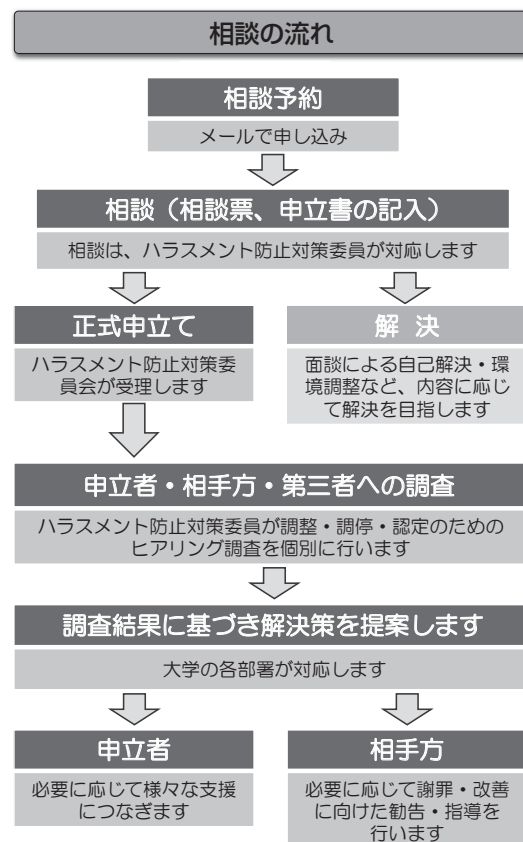 相談の流れ
相談予約
メールで申し込み
相談（相談票、申立書の記入）
相談は、ハラスメント防止対策委員が対応します
正式申立て
ハラスメント防止対策委
員会が受理します
解 決
面談による自己解決・環
境調整など、内容に応じ
て解決を目指します
申立者・相手方・第三者への調査
ハラスメント防止対策委員が調整・調停・認定のための
ヒアリング調査を個別に行います
調査結果に基づき解決策を提案します
大学の各部署が対応します
申立者
必要に応じて様々な支援
につなぎます
相手方
必要に応じて謝罪・改善
に向けた勧告・指導を
行います